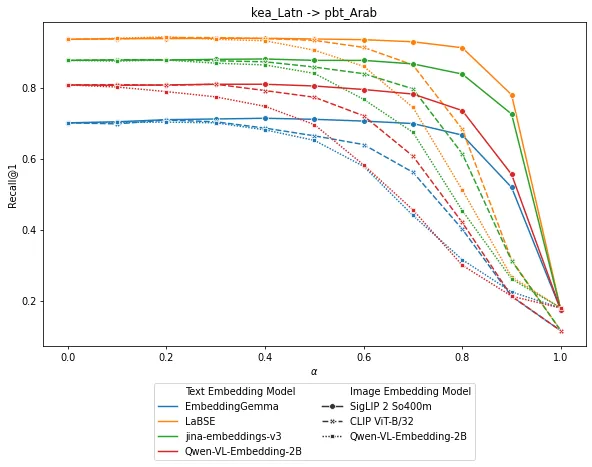 kea_Latn -> pbt_Arab
Recall@1
0.8
0.6
0.4
0.2
0.0 0.2 0.4 0.6 0.8 1.0
α
Text Embedding Model
EmbeddingGemma
LaBSE
jina-embeddings-v3
Qwen-VL-Embedding-2B
Image Embedding Model
SigLIP 2 So400m
CLIP ViT-B/32
Qwen-VL-Embedding-2B